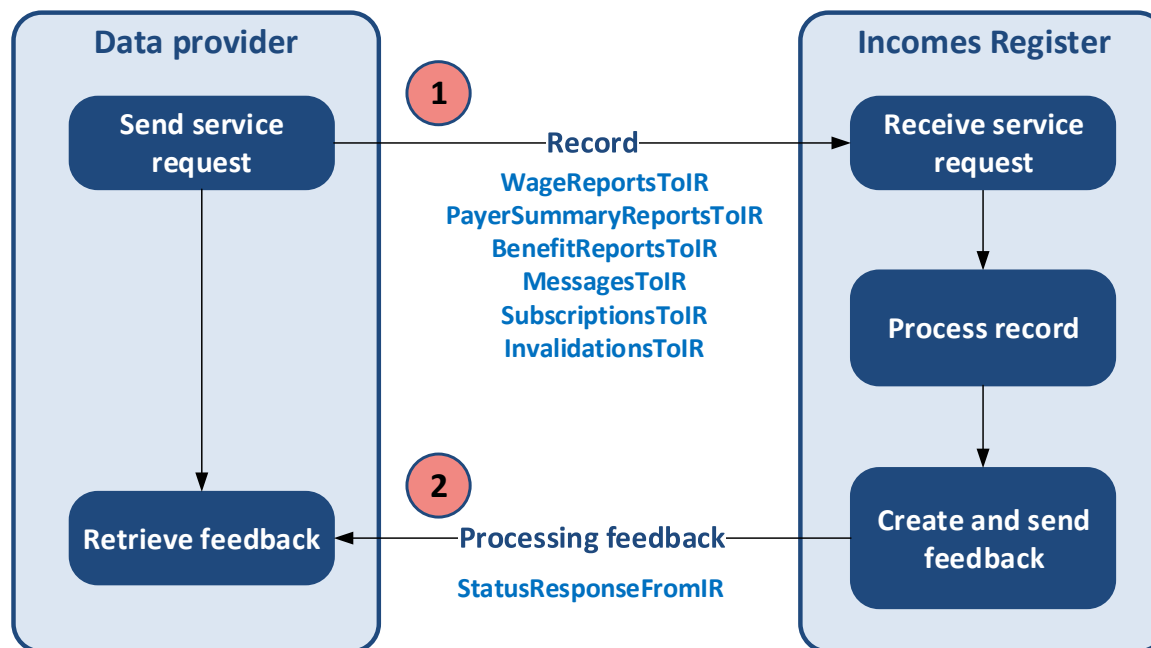 Data provider
Incomes Register
1
Send service
request
Record
Receive service
request
WageReportsToIR
PayerSummaryReportsToIR
BenefitReportsToIR
MessagesToIR
SubscriptionsToIR
InvalidationsToIR
Process record
2
Retrieve feedback
Processing feedback
Create and send
feedback
StatusResponseFromIR